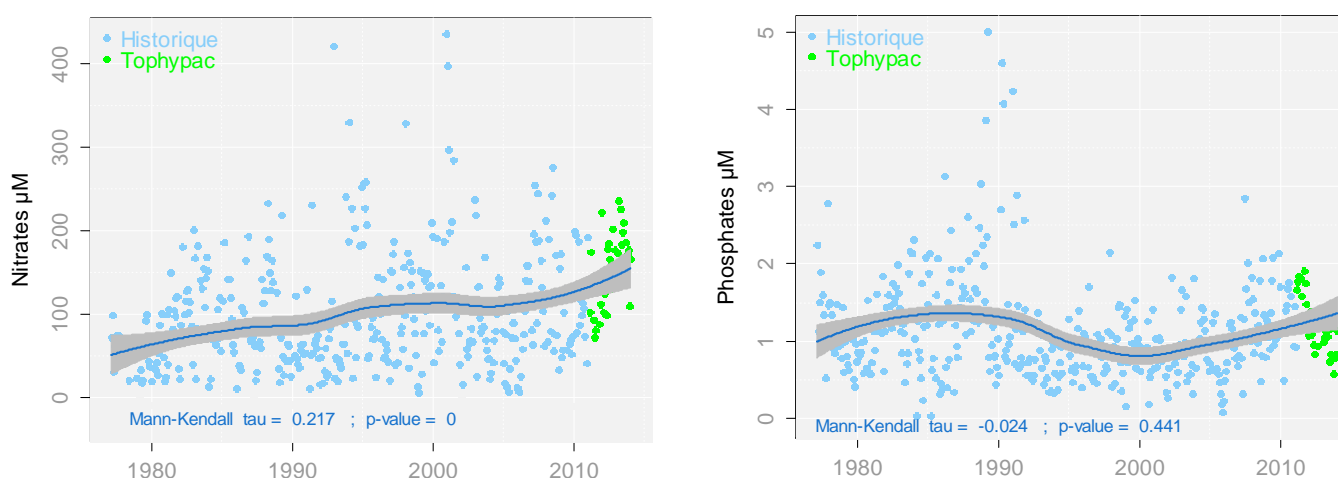 Historique
Tophypac
Nitrates µM
400
300
200
100
0
Mann-Kendall tau = 0.217 ; p-value = 0
1980
1990
2000
2010
Historique
Tophypac
Phosphates µM
5
4
3
2
1
0
Mann-Kendall tau = -0.024 ; p-value = 0.441
1980
1990
2000
2010